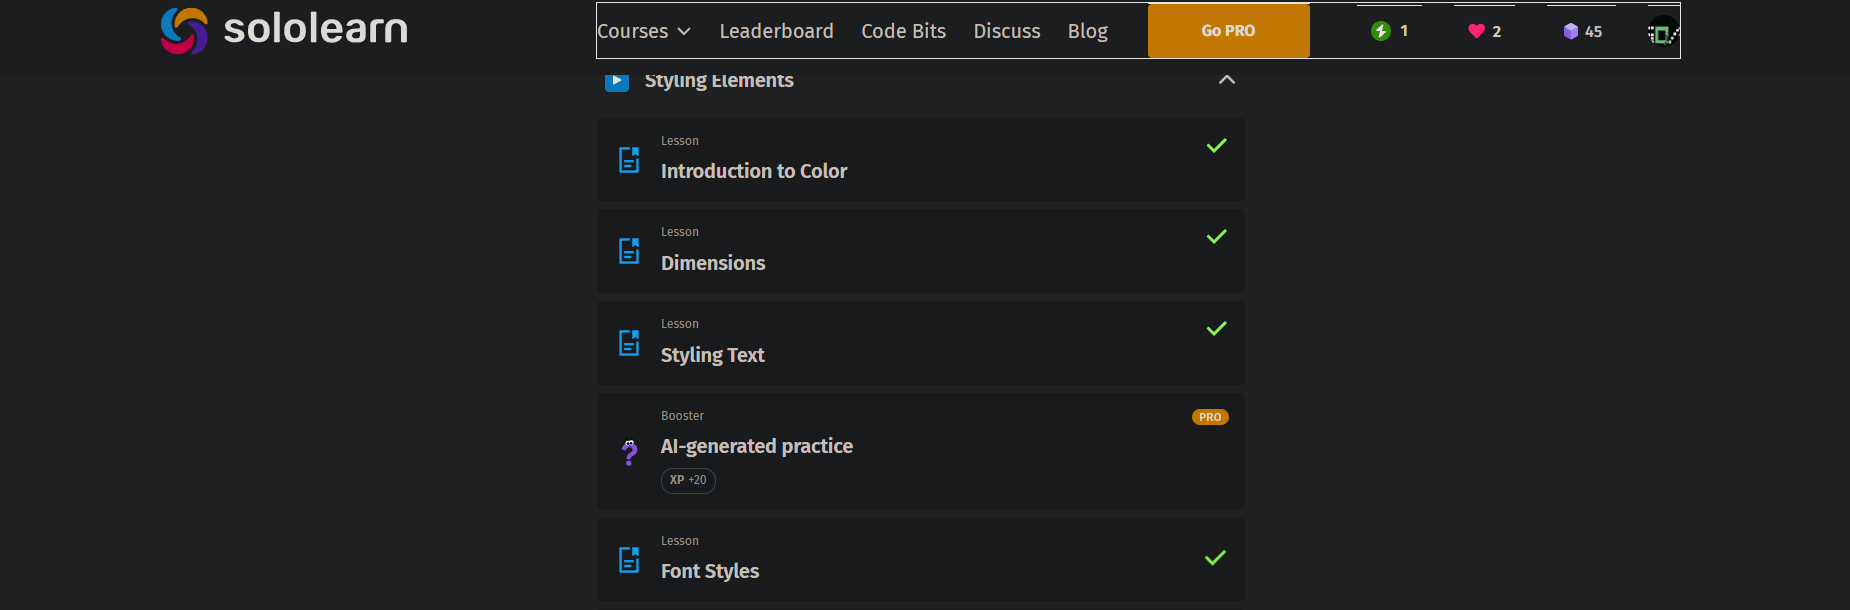 sololearn
Courses Leaderboard Code Bits Discuss Blog Go PRO 1 2 45
Styling Elements
Lesson
Introduction to Color
Lesson
Dimensions
Lesson
Styling Text
Booster
PRO
AI-generated practice
XP +20
Lesson
Font Styles